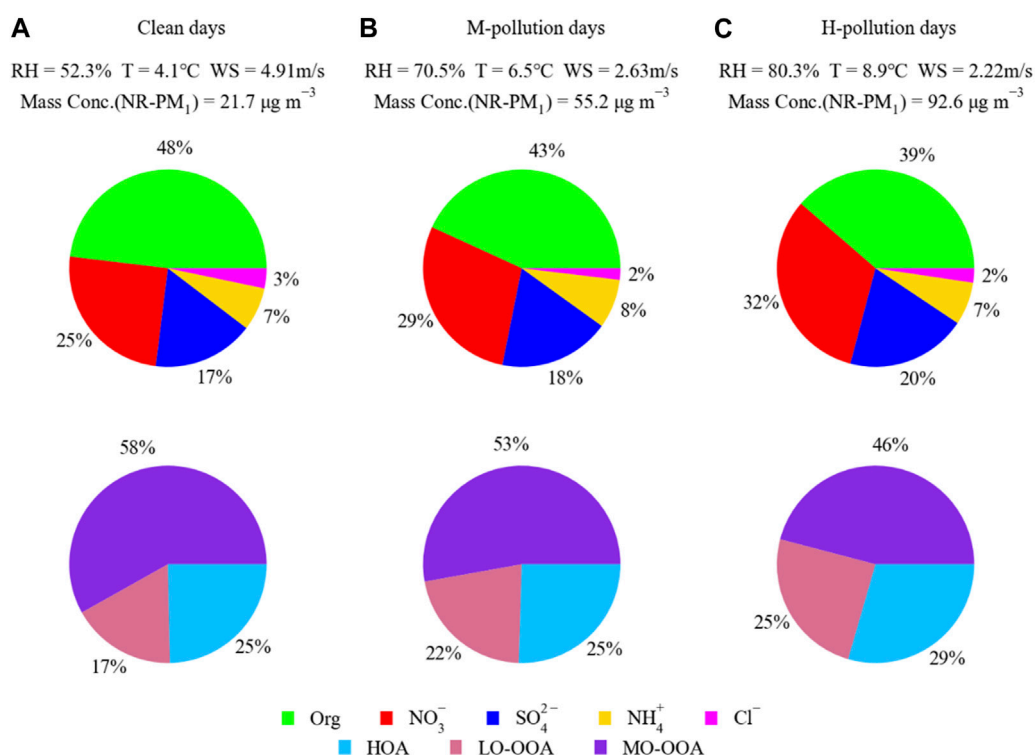 A Clean days
RH = 52.3% T = 4.1°C WS = 4.91m/s
Mass Conc.(NR-PM₁) = 21.7 μg m⁻³
48%
3%
7%
25%
17%
58%
25%
17%
B M-pollution days
RH = 70.5% T = 6.5°C WS = 2.63m/s
Mass Conc.(NR-PM₁) = 55.2 μg m⁻³
43%
2%
8%
29%
18%
53%
25%
22%
C H-pollution days
RH = 80.3% T = 8.9°C WS = 2.22m/s
Mass Conc.(NR-PM₁) = 92.6 μg m⁻³
39%
2%
32%
7%
20%
46%
25%
29%
Org NO₃⁻ SO₄²⁻ NH₄⁺ Cl⁻
HOA LO-OOA MO-OOA